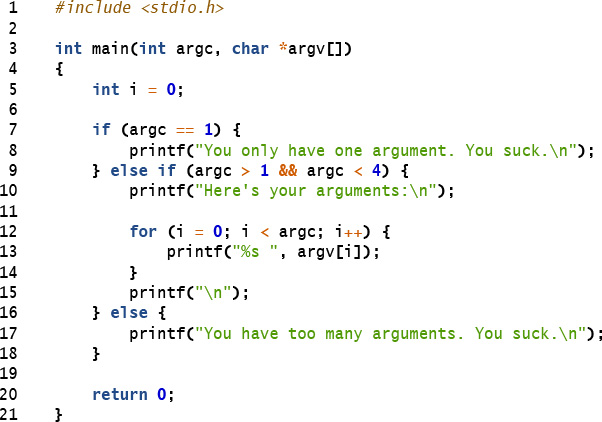 1 #include <stdio.h>
2
3 int main(int argc, char *argv[])
4 {
5     int i = 0;
6
7     if (argc == 1) {
8         printf("You only have one argument. You suck.\n");
9     } else if (argc > 1 && argc < 4) {
10         printf("Here's your arguments:\n");
11
12         for (i = 0; i < argc; i++) {
13             printf("%s ", argv[i]);
14         }
15         printf("\n");
16     } else {
17         printf("You have too many arguments. You suck.\n");
18     }
19
20     return 0;
21 }